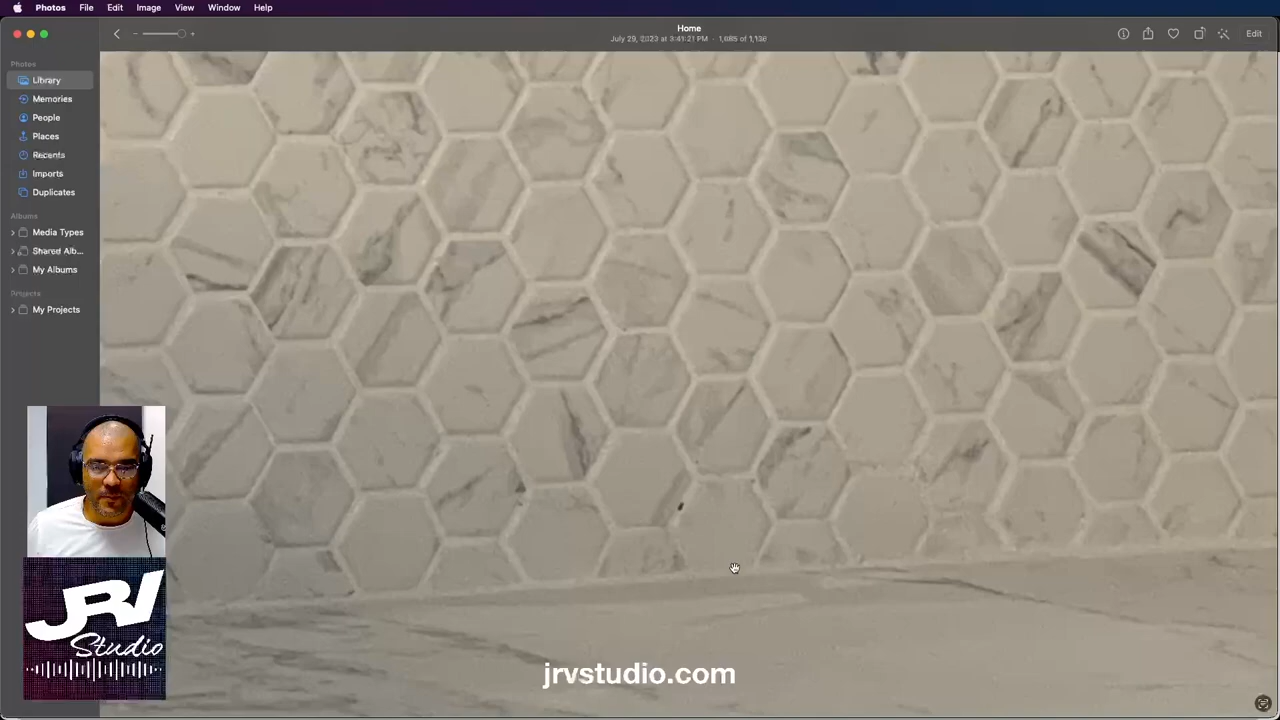 Photos File Edit Image View Window Help
Home
July 29, 2023 at 3:41:21 PM
Edit
Photos
Library
Memories
People
Places
Recents
Imports
Duplicates
Albums
Media Types
Shared Alb...
My Albums
Projects
My Projects
JRV
Studio
jrvstudio.com